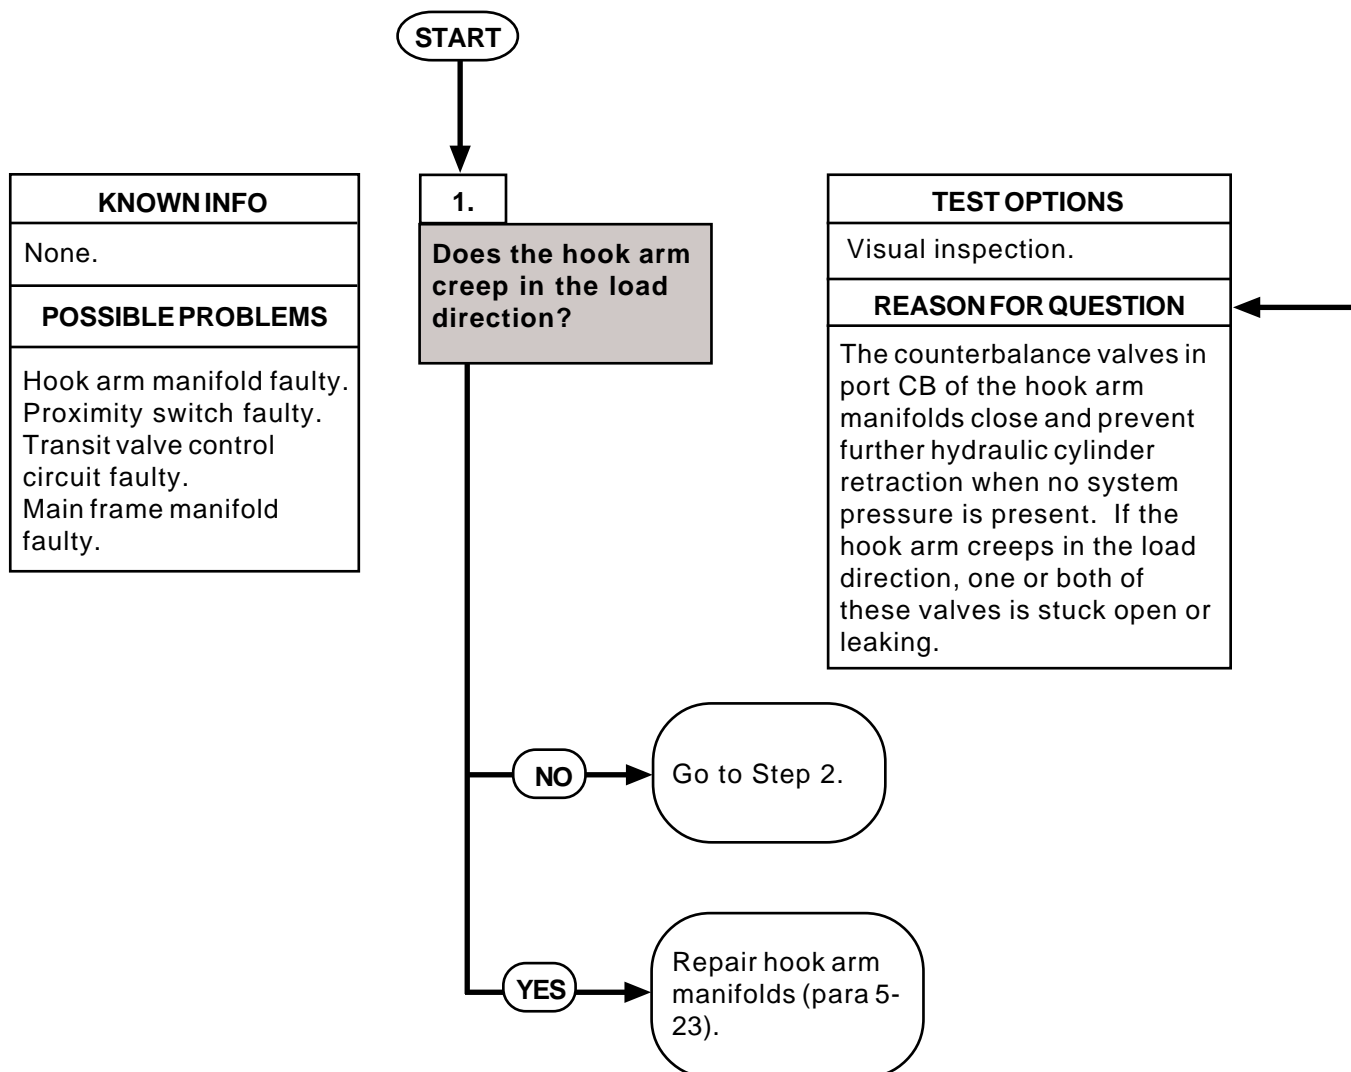 START
KNOWN INFO
None.
POSSIBLE PROBLEMS
Hook arm manifold faulty.
Proximity switch faulty.
Transit valve control
circuit faulty.
Main frame manifold
faulty.
1.
Does the hook arm
creep in the load
direction?
TEST OPTIONS
Visual inspection.
REASON FOR QUESTION
The counterbalance valves in
port CB of the hook arm
manifolds close and prevent
further hydraulic cylinder
retraction when no system
pressure is present.  If the
hook arm creeps in the load
direction, one or both of
these valves is stuck open or
leaking.
NO
Go to Step 2.
YES
Repair hook arm
manifolds (para 5-
23).